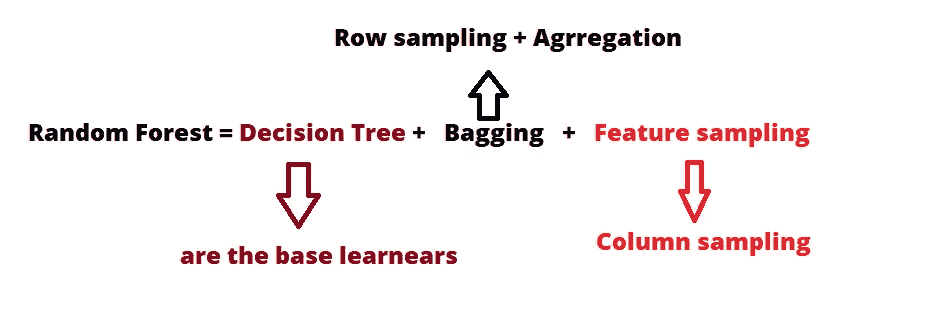 Row sampling + Agrregation
Random Forest = Decision Tree + Bagging + Feature sampling
Column sampling
are the base learnears